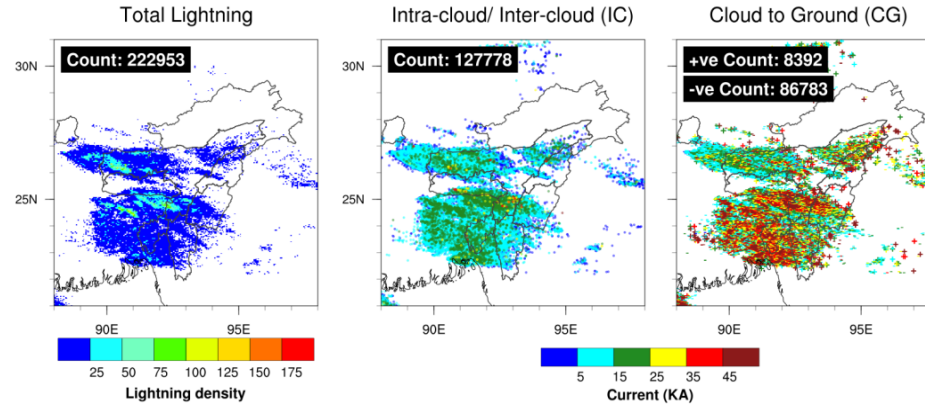 Total Lightning
Intra-cloud/ Inter-cloud (IC)
Cloud to Ground (CG)
Count: 222953
Count: 127778
+ve Count: 8392
-ve Count: 86783
30N
25N
90E
95E
30N
25N
90E
95E
30N
25N
90E
95E
25 50 75 100 125 150 175
Lightning density
5 15 25 35 45
Current (KA)